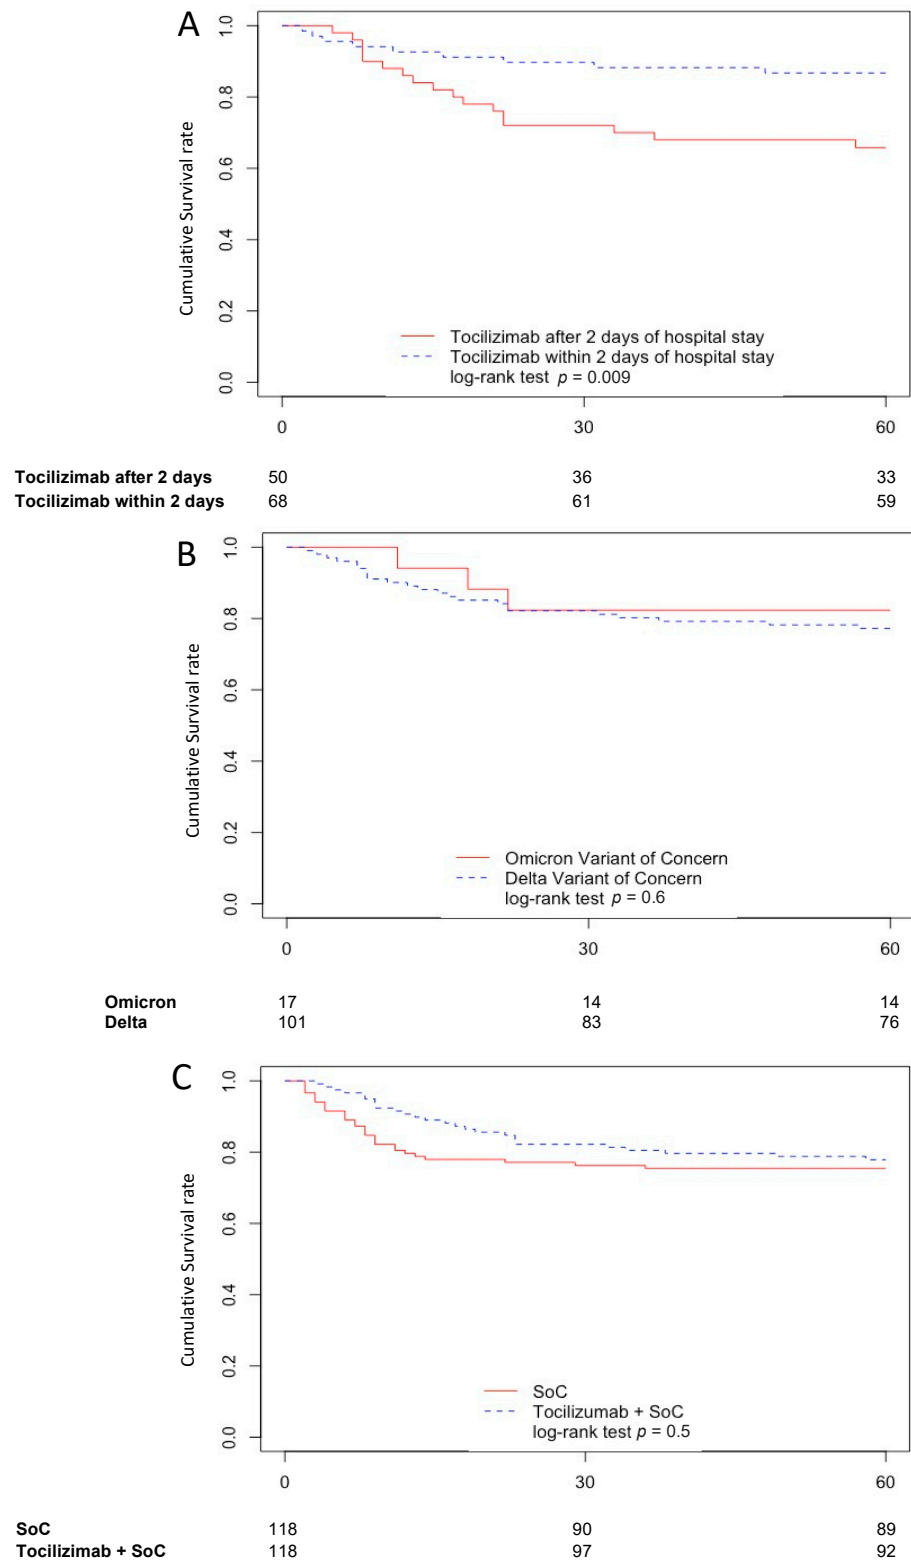 A
Cumulative Survival rate
1.0
0.8
0.6
0.4
0.2
0.0
Tocilizimab after 2 days of hospital stay
Tocilizimab within 2 days of hospital stay
log-rank test p = 0.009
0 30 60
Tocilizimab after 2 days 50 36 33
Tocilizimab within 2 days 68 61 59
B
Cumulative Survival rate
1.0
0.8
0.6
0.4
0.2
0.0
Omicron Variant of Concern
Delta Variant of Concern
log-rank test p = 0.6
0 30 60
Omicron 17 14 14
Delta 101 83 76
C
Cumulative Survival rate
1.0
0.8
0.6
0.4
0.2
0.0
SoC
Tocilizumab + SoC
log-rank test p = 0.5
0 30 60
SoC 118 90 89
Tocilizimab + SoC 118 97 92